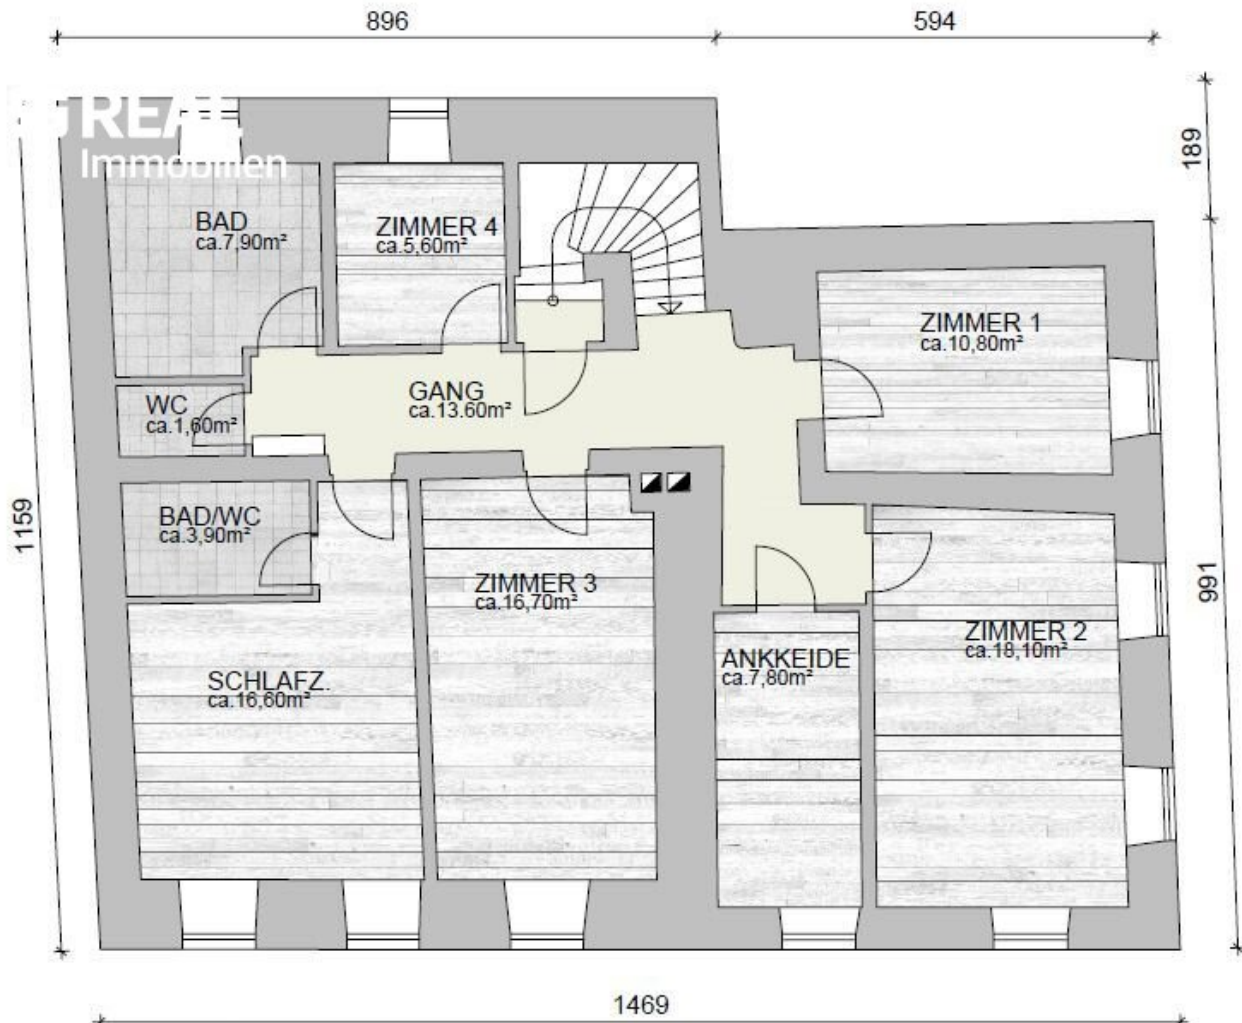 896
594
REAL
Immobilien
189
BAD
ca.7,90m²
ZIMMER 4
ca.5,60m²
ZIMMER 1
ca.10,80m²
GANG
ca.13.60m²
WC
ca.1,60m²
1159
BAD/WC
ca.3,90m²
ZIMMER 3
ca.16,70m²
991
ZIMMER 2
ca.18,10m²
ANKKEIDE
ca.7,80m²
SCHLAFZ.
ca.16,60m²
1469